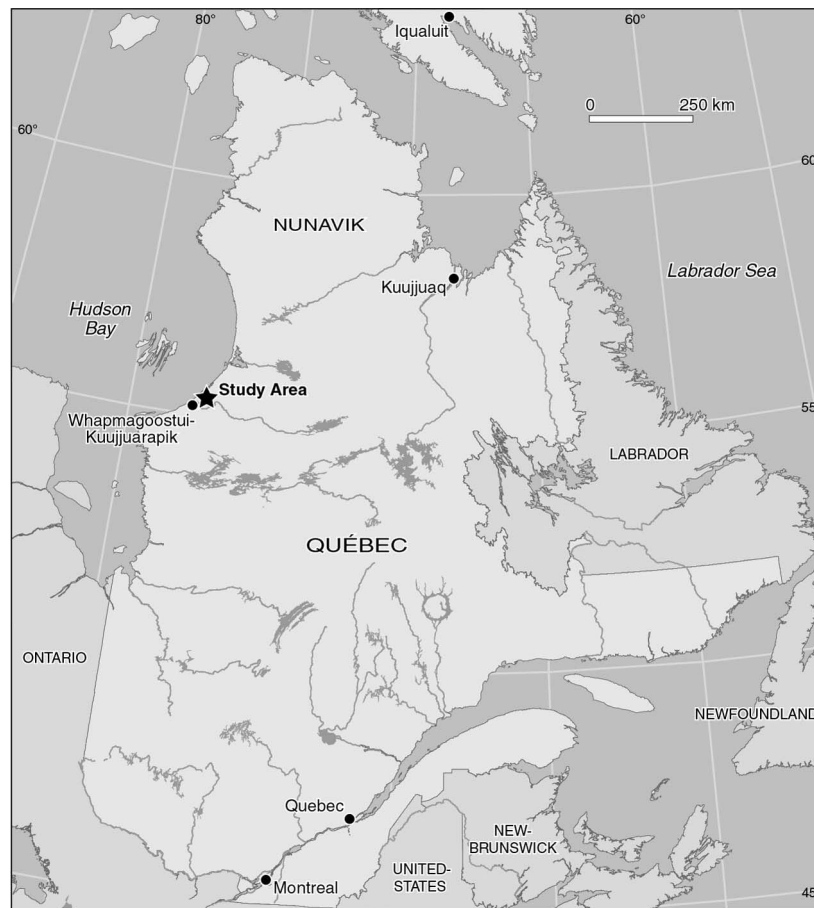 80°
60°
Iqualuit
0 250 km
60°
60
NUNAVIK
Labrador Sea
Kuujjuaq
Hudson
Bay
Study Area
55
Whapmagoostui-
Kuujjuarapik
LABRADOR
QUÉBEC
ONTARIO
NEWFOUNDLAND
Quebec
NEW-
BRUNSWICK
UNITED-
STATES
Montreal
45